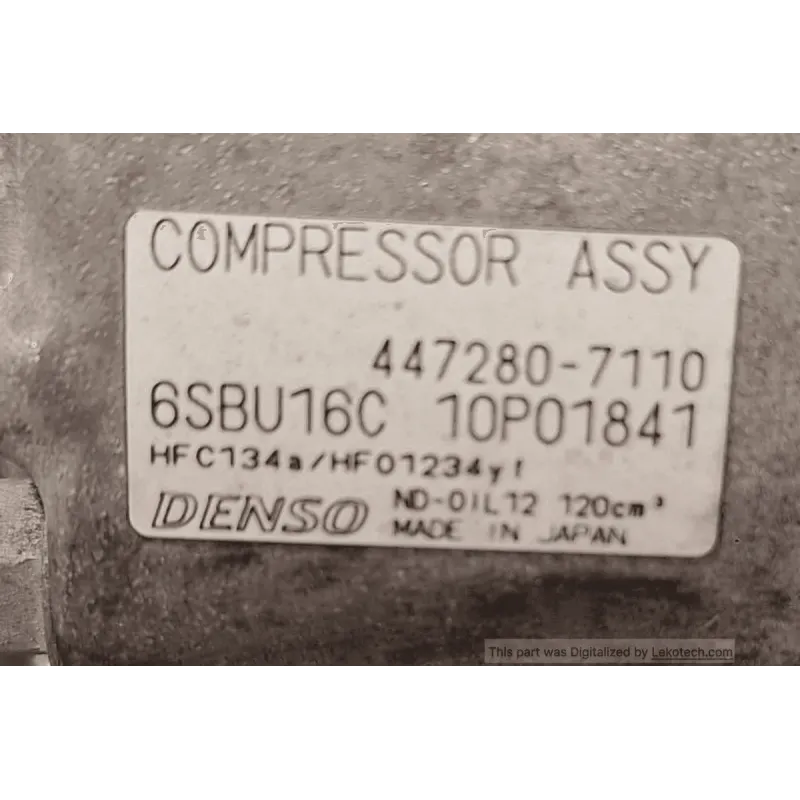 COMPRESSOR ASSY
447280-7110
6SBU16C 10P01841
HFC134a/HFO1234yf
DENSO ND-OIL12 120cm³
MADE IN JAPAN
This part was Digitalized by Lekotech.com